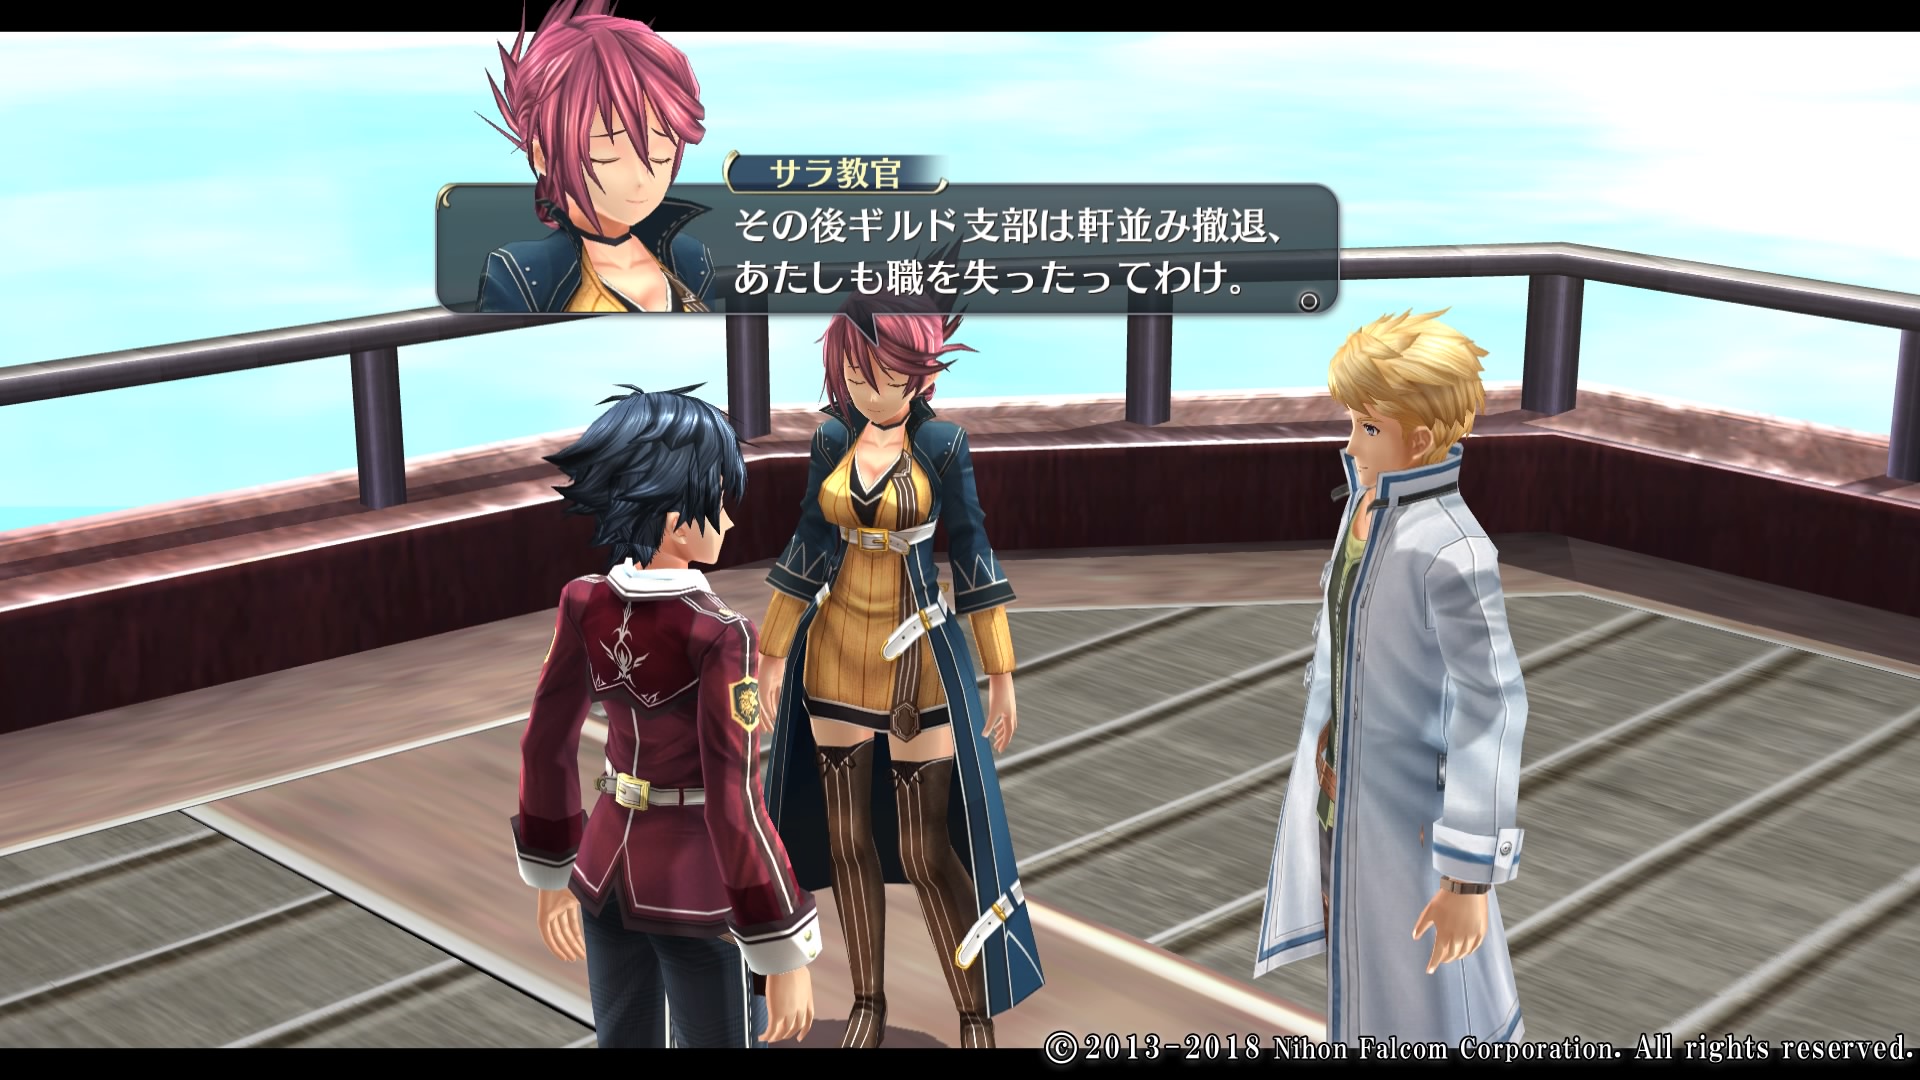 サラ教官
その後ギルド支部は軒並み撤退、
あたしも職を失ったってわけ。
©2013-2018 Nihon Falcom Corporation. All rights reserved.